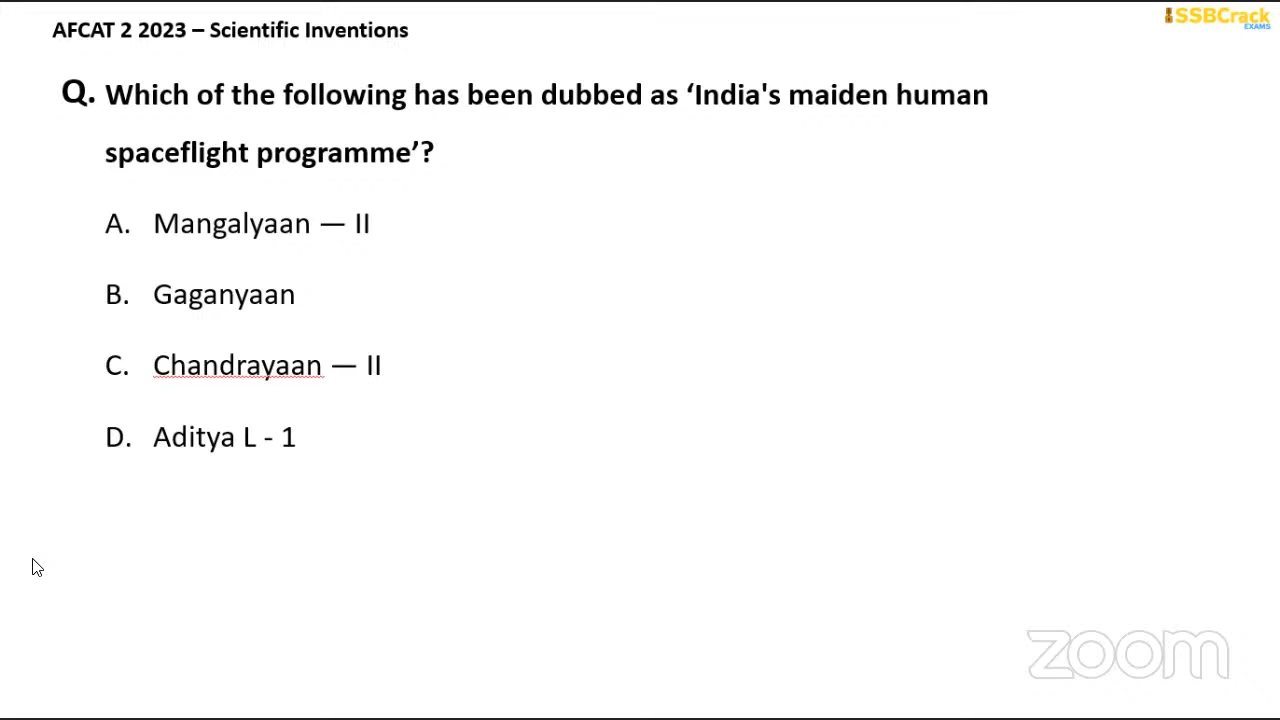 AFCAT 2 2023 – Scientific Inventions
SSBCrack
EXAMS
Q. Which of the following has been dubbed as ‘India's maiden human
spaceflight programme’?
A. Mangalyaan — II
B. Gaganyaan
C. Chandrayaan — II
D. Aditya L - 1
zoom